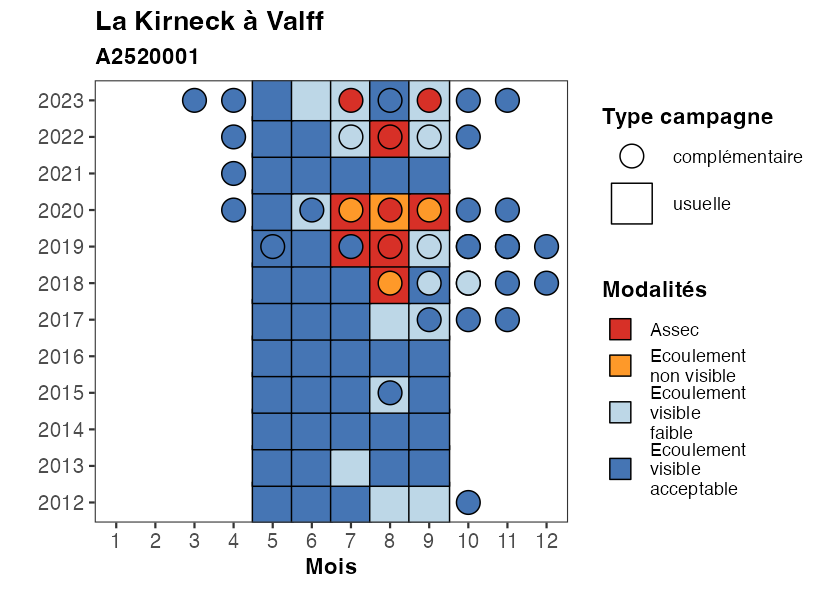 La Kirneck à Valff
A2520001
2023
2022
2021
2020
2019
2018
2017
2016
2015
2014
2013
2012
1 2 3 4 5 6 7 8 9 10 11 12
Mois
Type campagne
complémentaire
usuelle
Modalités
Assec
Ecoulement
non visible
Ecoulement
visible
faible
Ecoulement
visible
acceptable